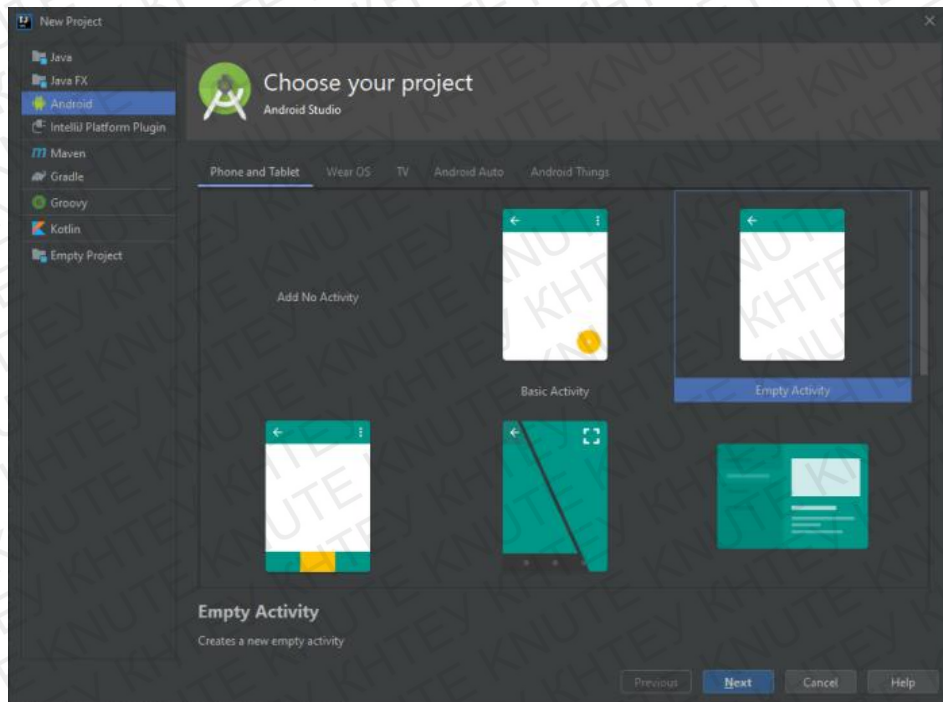 New Project
Java
Java FX
Android
IntelliJ Platform Plugin
Maven
Gradle
Groovy
Kotlin
Empty Project
Choose your project
Android Studio
Phone and Tablet Wear OS TV Android Auto Android Things
Add No Activity
Basic Activity
Empty Activity
Empty Activity
Creates a new empty activity
Previous Next Cancel Help